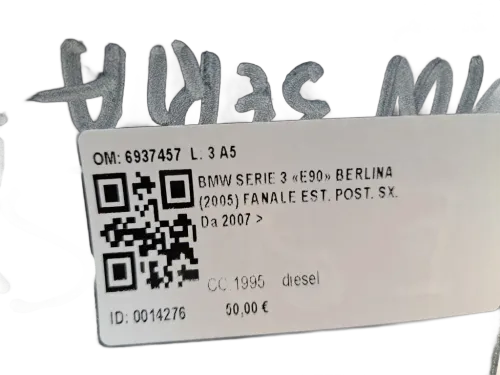 OM: 6937457 L. 3 A5
BMW SERIE 3 «E90» BERLINA
(2005) FANALE EST. POST. SX.
Da 2007 >
CC:1995 diesel
ID: 0014276
50,00 €